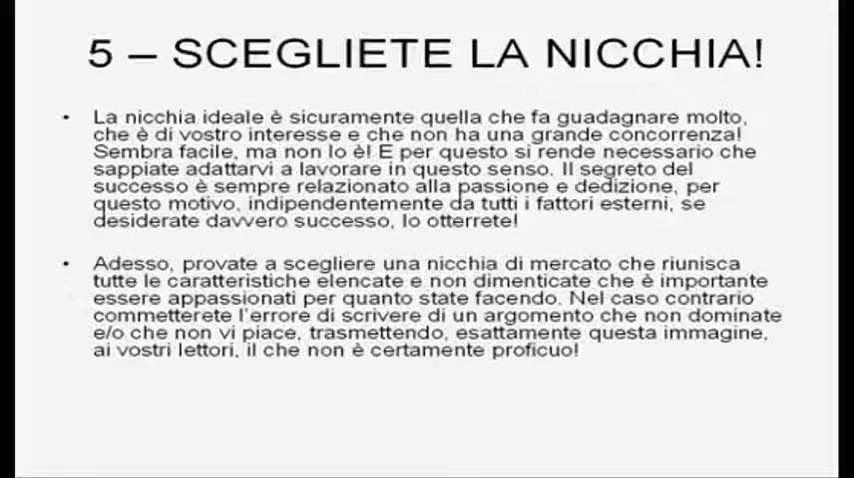 5 – SCEGLIETE LA NICCHIA!
• La nicchia ideale è sicuramente quella che fa guadagnare molto,
che è di vostro interesse e che non ha una grande concorrenza!
Sembra facile, ma non lo è! E per questo si rende necessario che
sappiate adattarvi a lavorare in questo senso. Il segreto del
successo è sempre relazionato alla passione e dedizione, per
questo motivo, indipendentemente da tutti i fattori esterni, se
desiderate davvero successo, lo otterrete!
• Adesso, provate a scegliere una nicchia di mercato che riunisca
tutte le caratteristiche elencate e non dimenticate che è importante
essere appassionati per quanto state facendo. Nel caso contrario
commetterete l'errore di scrivere di un argomento che non dominate
e/o che non vi piace, trasmettendo, esattamente questa immagine,
ai vostri lettori, il che non è certamente proficuo!